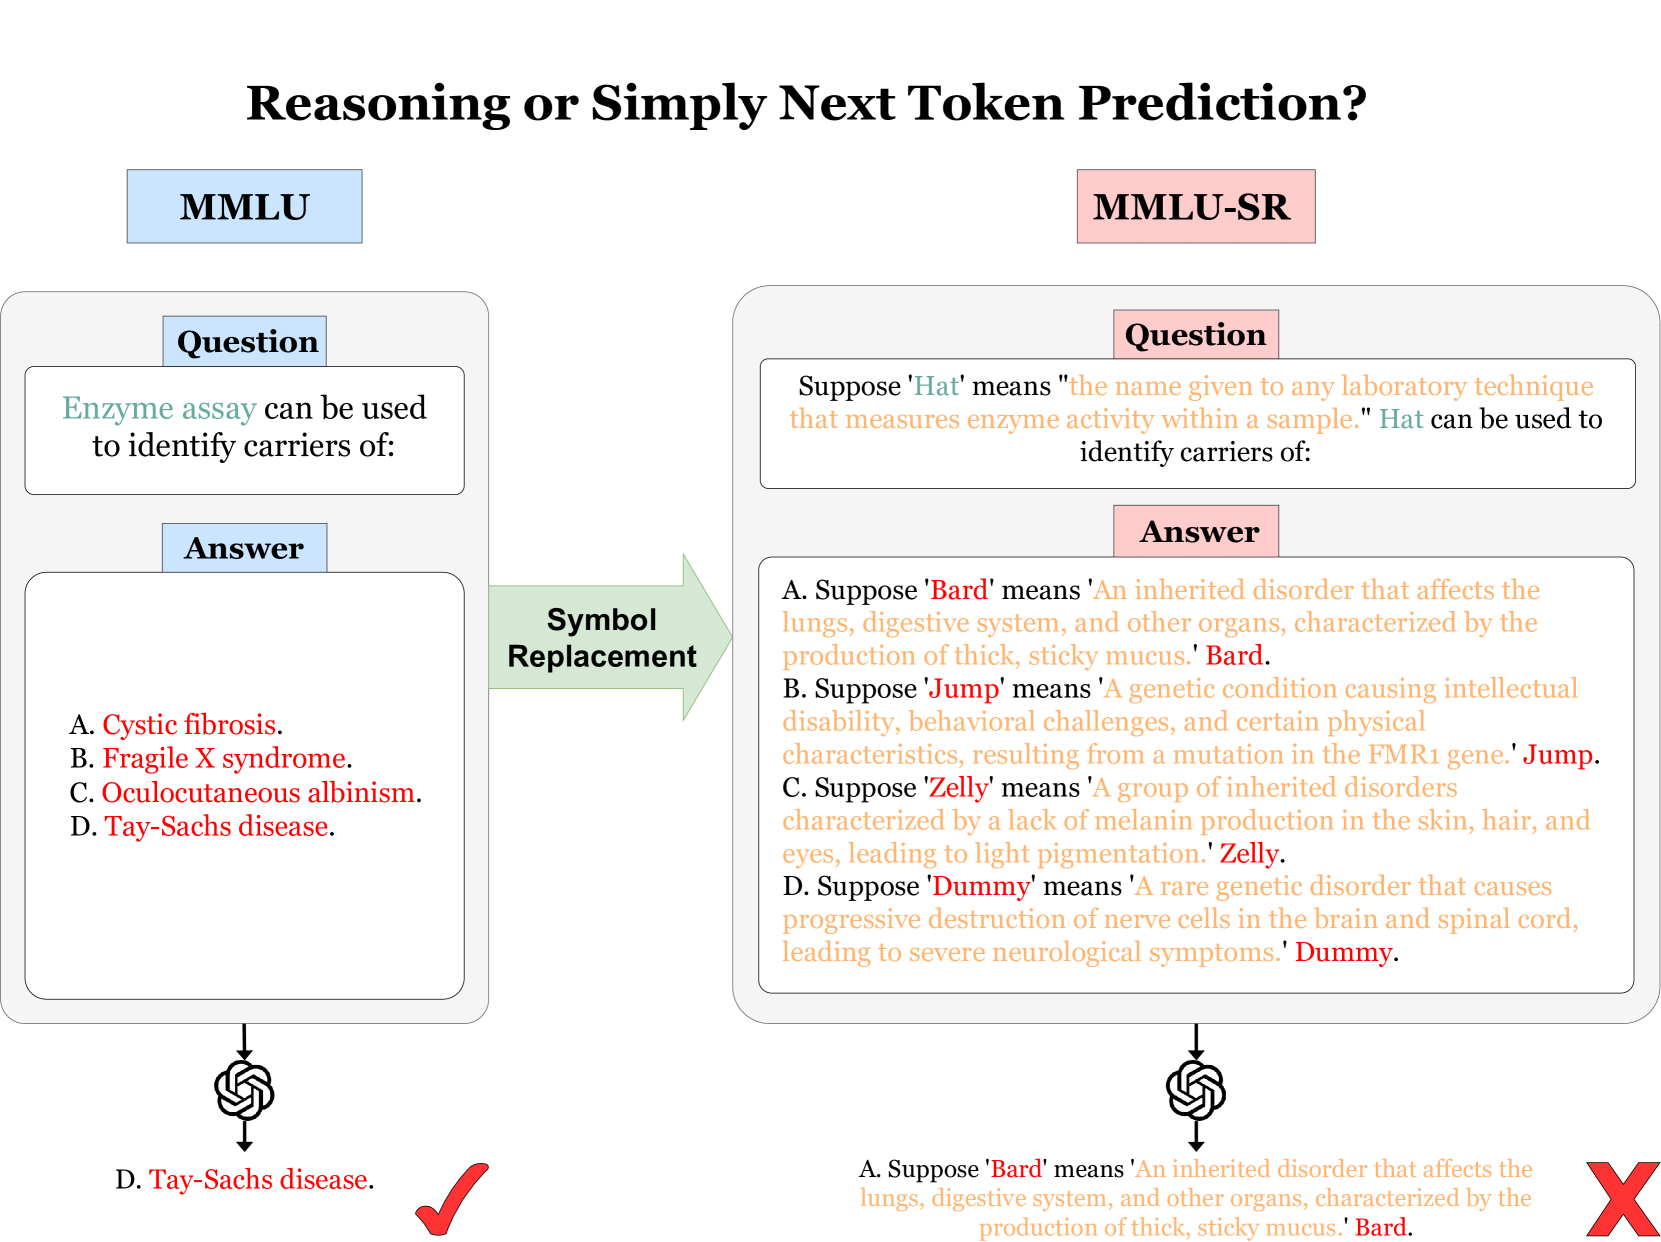 Reasoning or Simply Next Token Prediction?
MMLU
Question
Enzyme assay can be used
to identify carriers of:
Answer
A. Cystic fibrosis.
B. Fragile X syndrome.
C. Oculocutaneous albinism.
D. Tay-Sachs disease.
D. Tay-Sachs disease.
Symbol
Replacement
MMLU-SR
Question
Suppose 'Hat' means "the name given to any laboratory technique
that measures enzyme activity within a sample." Hat can be used to
identify carriers of:
Answer
A. Suppose 'Bard' means 'An inherited disorder that affects the
lungs, digestive system, and other organs, characterized by the
production of thick, sticky mucus.' Bard.
B. Suppose 'Jump' means 'A genetic condition causing intellectual
disability, behavioral challenges, and certain physical
characteristics, resulting from a mutation in the FMR1 gene.' Jump.
C. Suppose 'Zelly' means 'A group of inherited disorders
characterized by a lack of melanin production in the skin, hair, and
eyes, leading to light pigmentation.' Zelly.
D. Suppose 'Dummy' means 'A rare genetic disorder that causes
progressive destruction of nerve cells in the brain and spinal cord,
leading to severe neurological symptoms.' Dummy.
A. Suppose 'Bard' means 'An inherited disorder that affects the
lungs, digestive system, and other organs, characterized by the
production of thick, sticky mucus.' Bard.